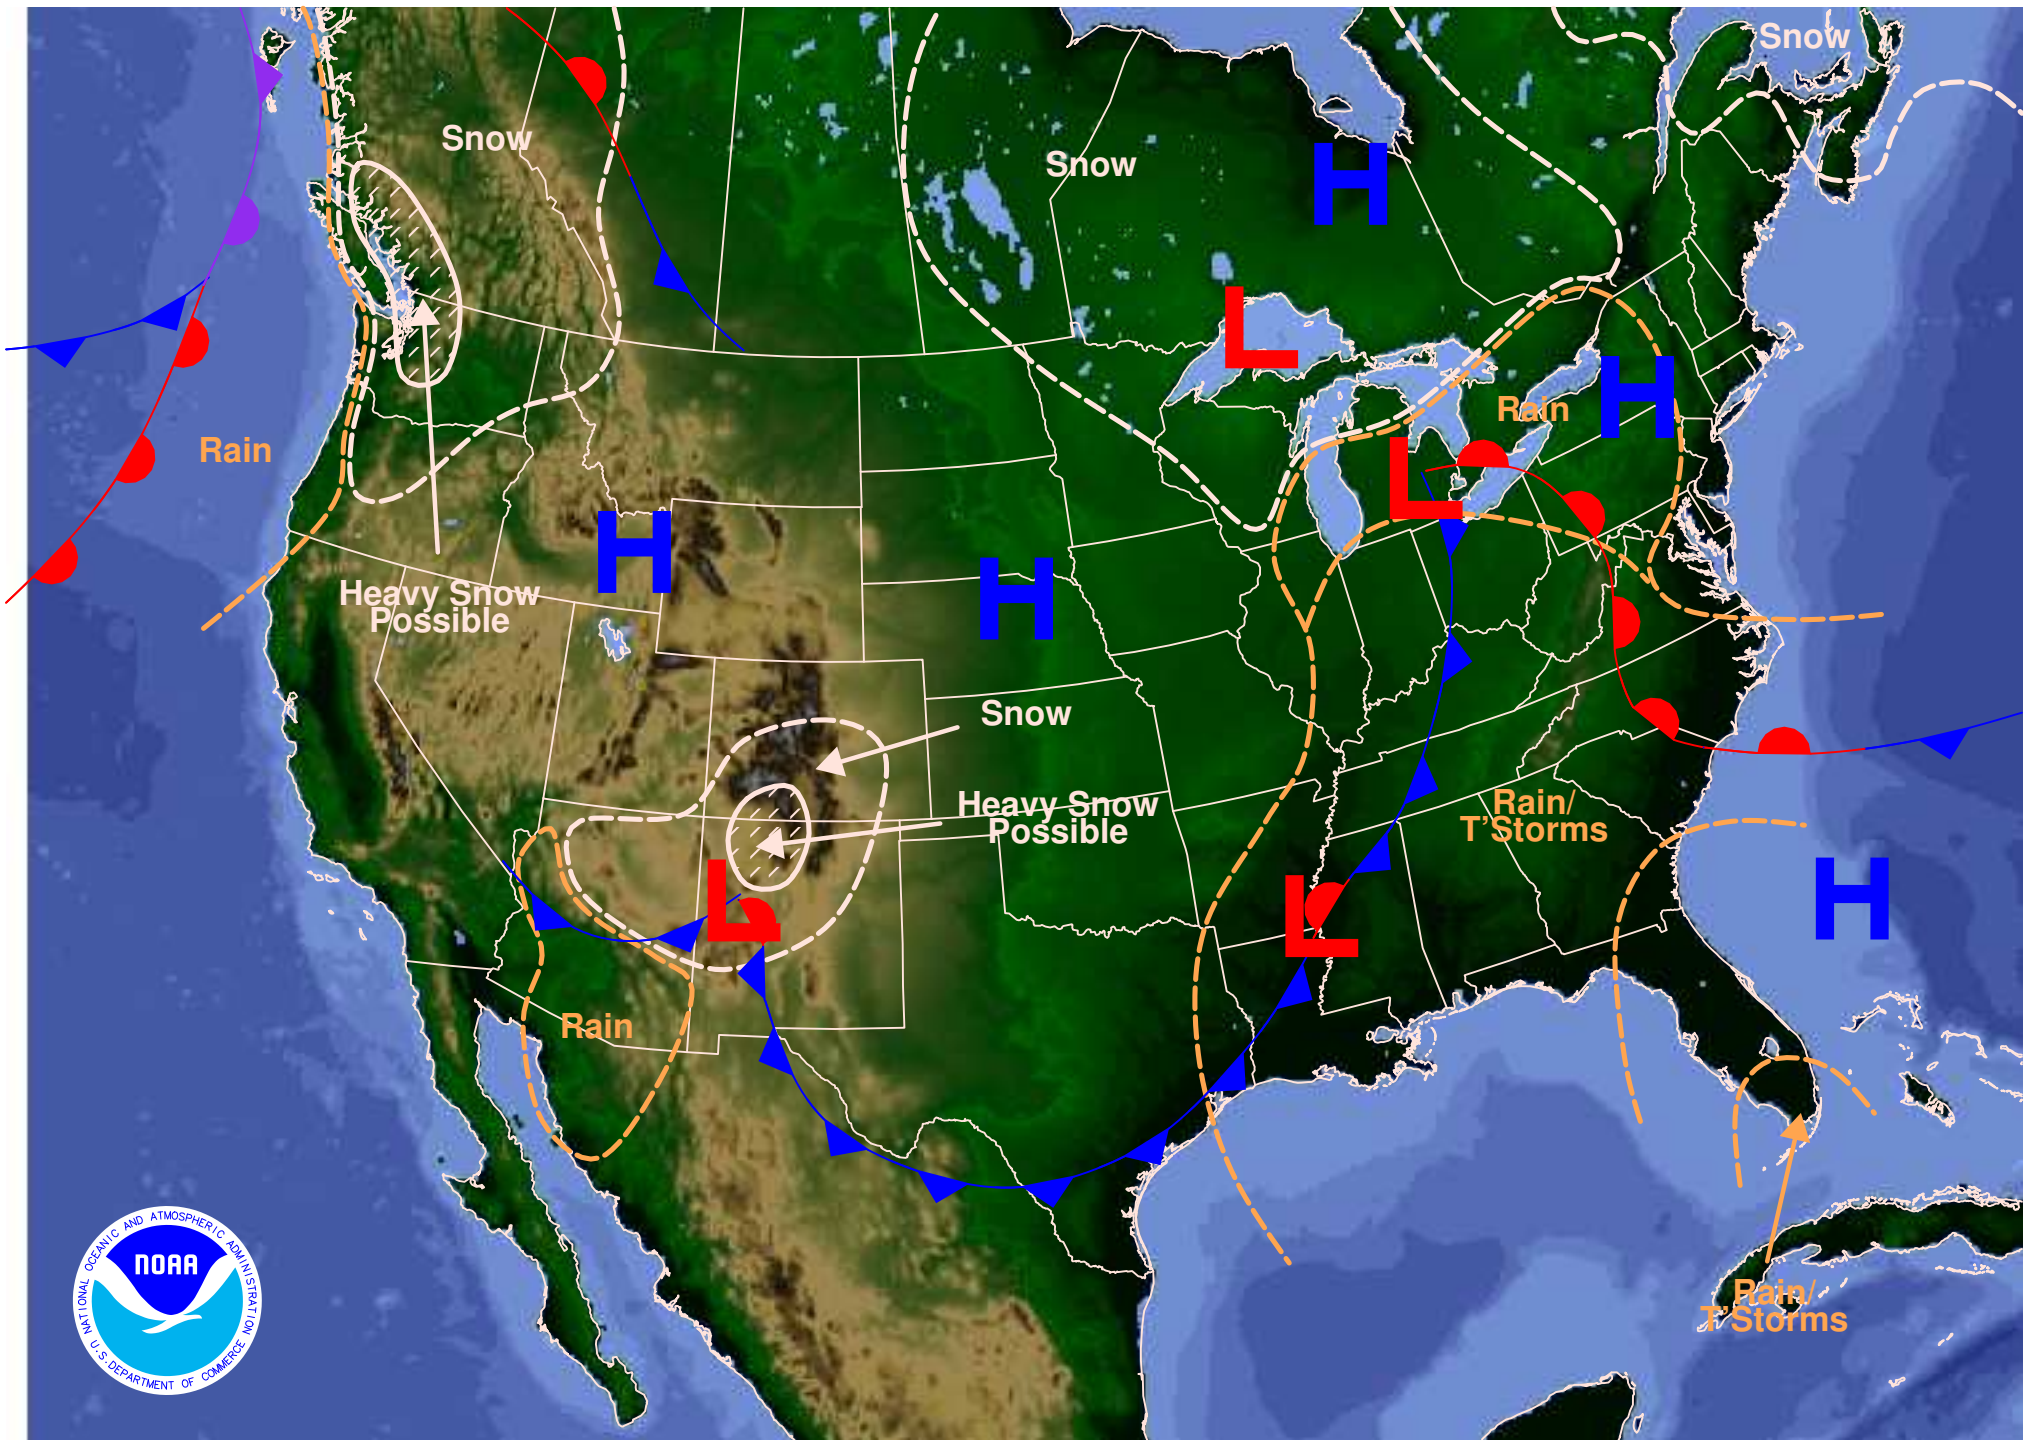 Snow
Snow
Snow
H
L
H
Rain
Rain
L
H
H
Heavy Snow
Possible
Snow
Heavy Snow
Possible
Rain/
T'Storms
L
L
H
Rain
NATIONAL OCEANIC AND ATMOSPHERIC ADMINISTRATION
NOAA
U.S. DEPARTMENT OF COMMERCE
Rain/
T'Storms